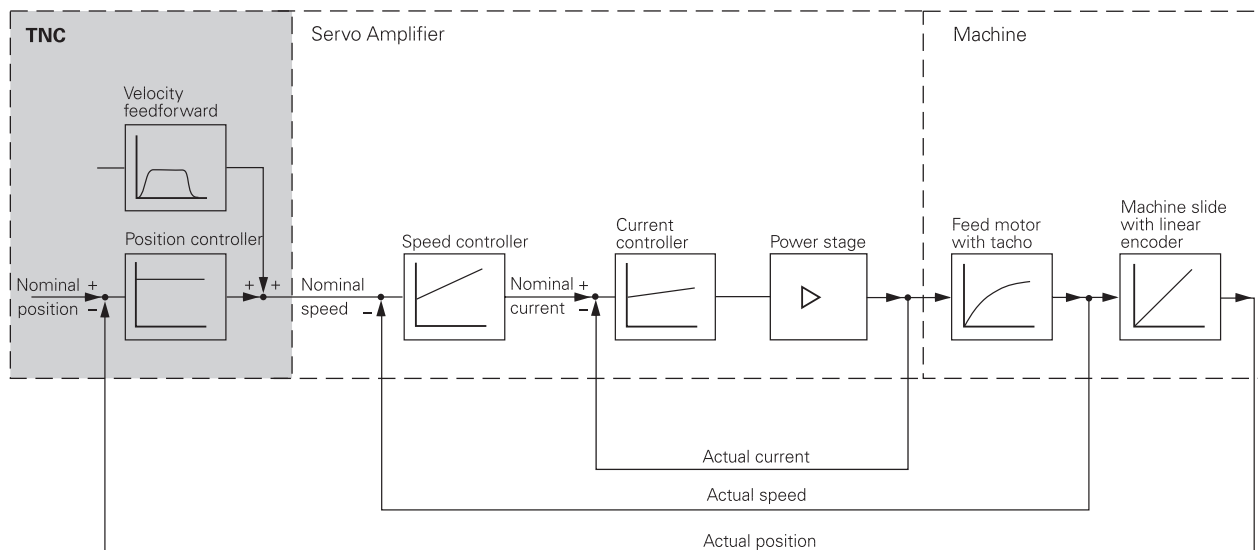 TNC
Servo Amplifier
Machine
Velocity
feedforward
Position controller
Nominal +
position −
+ +
Nominal
speed −
Speed controller
Nominal +
current −
Current
controller
Power stage
Feed motor
with tacho
Machine slide
with linear
encoder
Actual current
Actual speed
Actual position